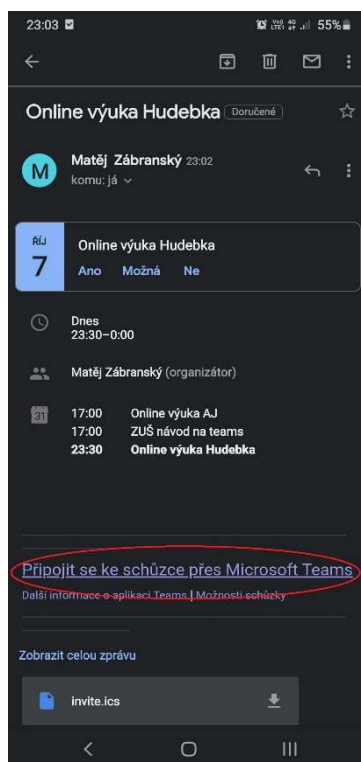 23:03 55%
Online výuka Hudebka Doručené
M Matěj Zábranský 23:02
komu: já
ŘÍJ
7
Online výuka Hudebka
Ano Možná Ne
Dnes
23:30–0:00
Matěj Zábranský (organizátor)
31
17:00 Online výuka AJ
17:00 ZUŠ návod na teams
23:30 Online výuka Hudebka
Připojit se ke schůzce přes Microsoft Teams
Další informace o aplikaci Teams | Možnosti schůzky
Zobrazit celou zprávu
invite.ics